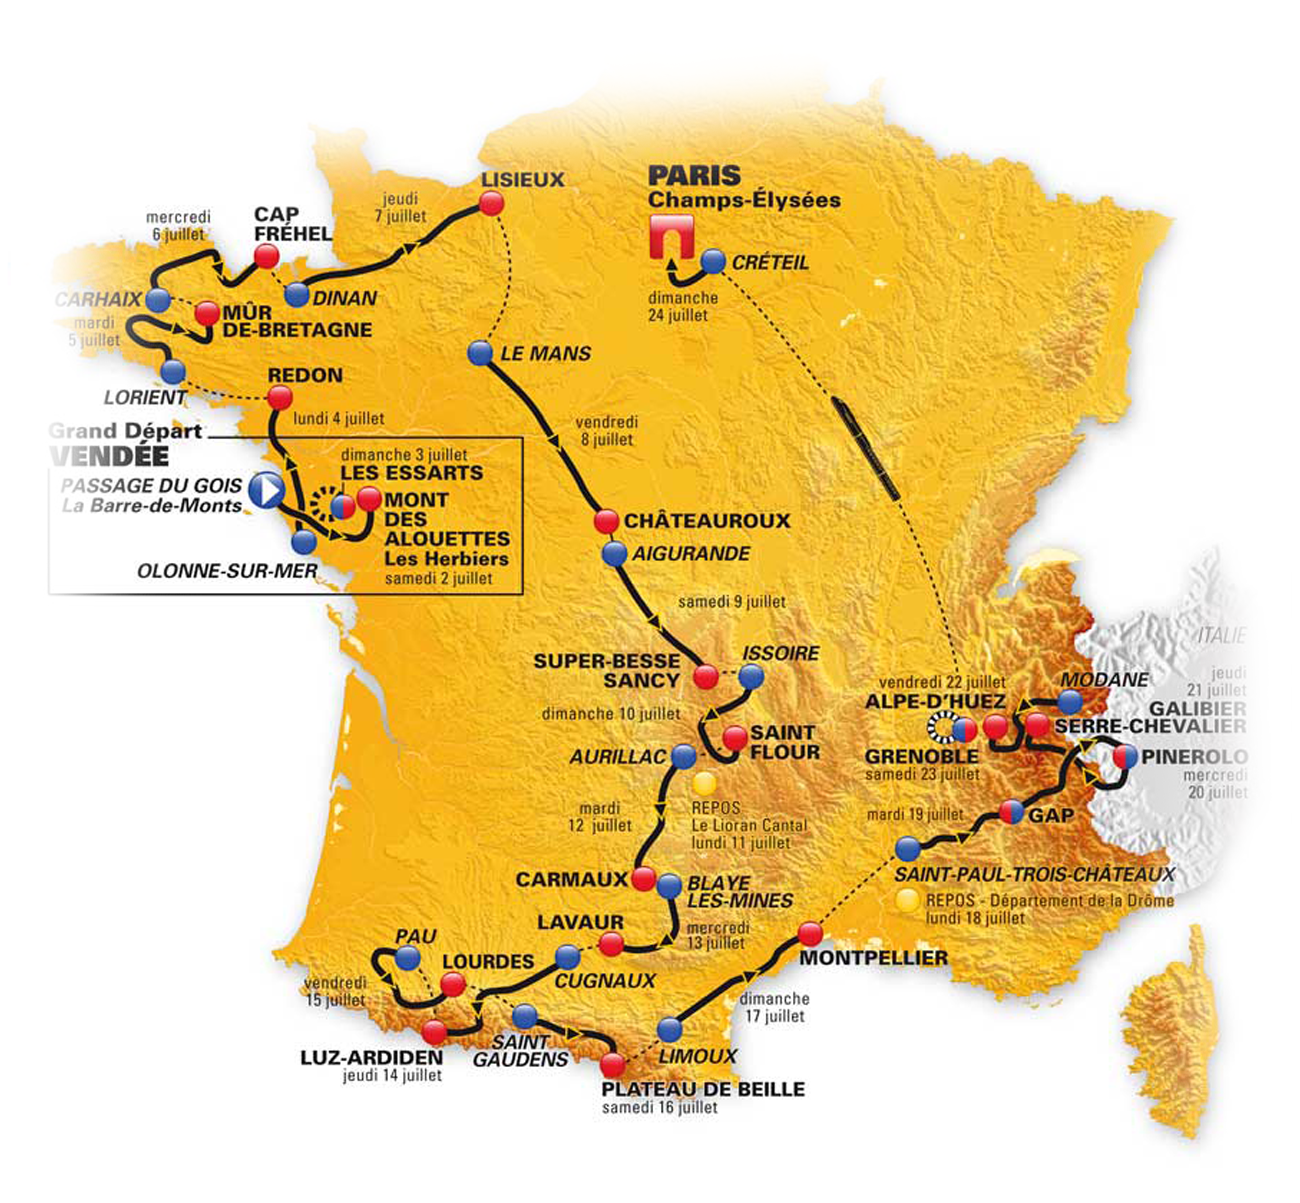 LISIEUX
jeudi
7 juillet
PARIS
Champs-Élysées
CRÉTEIL
dimanche
24 juillet
mercredi
6 juillet
CAP
FRÉHEL
CARHAIX
DINAN
MÛR
DE-BRETAGNE
mardi
5 juillet
LE MANS
LORIENT
REDON
lundi 4 juillet
vendredi
8 juillet
Grand Départ
VENDÉE
PASSAGE DU GOIS
La Barre-de-Monts
dimanche 3 juillet
LES ESSARTS
MONT
DES
ALOUETTES
Les Herbiers
samedi 2 juillet
OLONNE-SUR-MER
CHÂTEAUROUX
AIGURANDE
samedi 9 juillet
ITALIE
SUPER-BESSE
SANCY
ISSOIRE
dimanche 10 juillet
SAINT
FLOUR
AURILLAC
REPOS
Le Lioran Cantal
lundi 11 juillet
mardi
12 juillet
vendredi 22 juillet
ALPE-D'HUEZ
GRENOBLE
samedi 23 juillet
MODANE
jeudi
21 juillet
GALIBIER
SERRE-CHEVALIER
PINEROLO
mercredi
20 juillet
mardi 19 juillet
GAP
SAINT-PAUL-TROIS-CHÂTEAUX
REPOS - Département de la Drôme
lundi 18 juillet
CARMAUX
BLAYE
LES-MINES
LAVAUR
mercredi
13 juillet
CUGNAUX
PAU
LOURDES
vendredi
15 juillet
LUZ-ARDIDEN
jeudi 14 juillet
SAINT
GAUDENS
PLATEAU DE BEILLE
samedi 16 juillet
LIMOUX
dimanche
17 juillet
MONTPELLIER